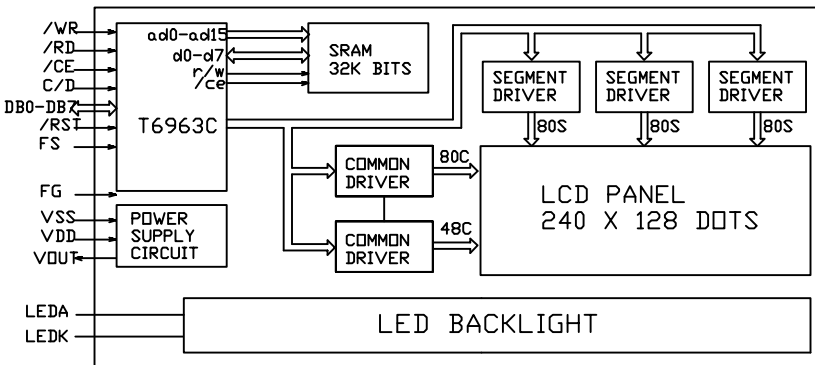 /WR
/RD
/CE
C/D
DB0-DB7
/RST
FS
FG
VSS
VDD
VOUT
LEDA
LEDK
ad0-ad15
d0-d7
r/w
/ce
T6963C
SRAM
32K BITS
SEGMENT
DRIVER
SEGMENT
DRIVER
SEGMENT
DRIVER
80S
80S
80S
COMMON
DRIVER
80C
COMMON
DRIVER
48C
LCD PANEL
240 X 128 DOTS
POWER
SUPPLY
CIRCUIT
LED BACKLIGHT